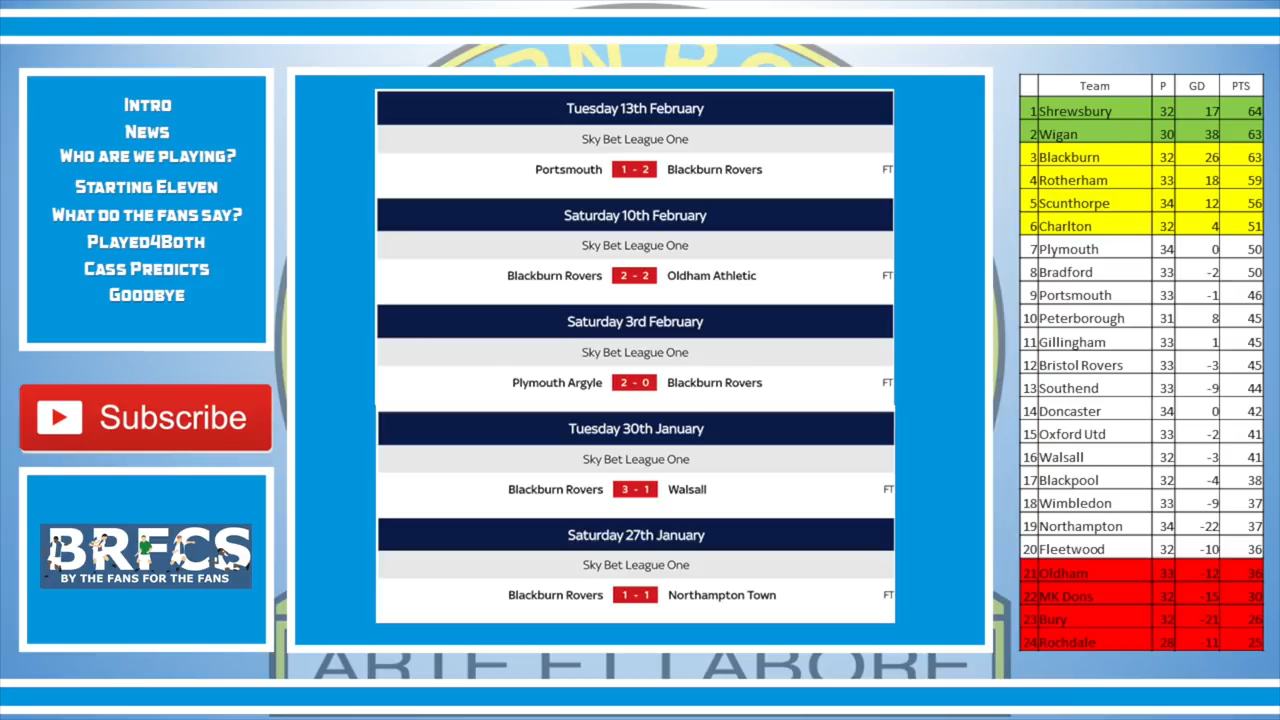 INTRO
NEWS
WHO ARE WE PLAYING?
STARTING ELEVEN
WHAT DO THE FANS SAY?
PLAYED4BOTH
CASS PREDICTS
GOODBYE
Subscribe
BRFCS
BY THE FANS FOR THE FANS
Tuesday 13th February
Sky Bet League One
Portsmouth 1 - 2 Blackburn Rovers FT
Saturday 10th February
Sky Bet League One
Blackburn Rovers 2 - 2 Oldham Athletic FT
Saturday 3rd February
Sky Bet League One
Plymouth Argyle 2 - 0 Blackburn Rovers FT
Tuesday 30th January
Sky Bet League One
Blackburn Rovers 3 - 1 Walsall FT
Saturday 27th January
Sky Bet League One
Blackburn Rovers 1 - 1 Northampton Town FT
ARTE ET LABORE
Team P GD PTS
1 Shrewsbury 32 17 64
2 Wigan 30 38 63
3 Blackburn 32 26 63
4 Rotherham 33 18 59
5 Scunthorpe 34 12 56
6 Charlton 32 4 51
7 Plymouth 34 0 50
8 Bradford 33 -2 50
9 Portsmouth 33 -1 46
10 Peterborough 31 8 45
11 Gillingham 33 1 45
12 Bristol Rovers 33 -3 45
13 Southend 33 -9 44
14 Doncaster 34 0 42
15 Oxford Utd 33 -2 41
16 Walsall 32 -3 41
17 Blackpool 32 -4 38
18 Wimbledon 33 -9 37
19 Northampton 34 -22 37
20 Fleetwood 32 -10 36
21 Oldham 33 -12 36
22 MK Dons 32 -15 30
23 Bury 32 -21 26
24 Rochdale 28 -11 25